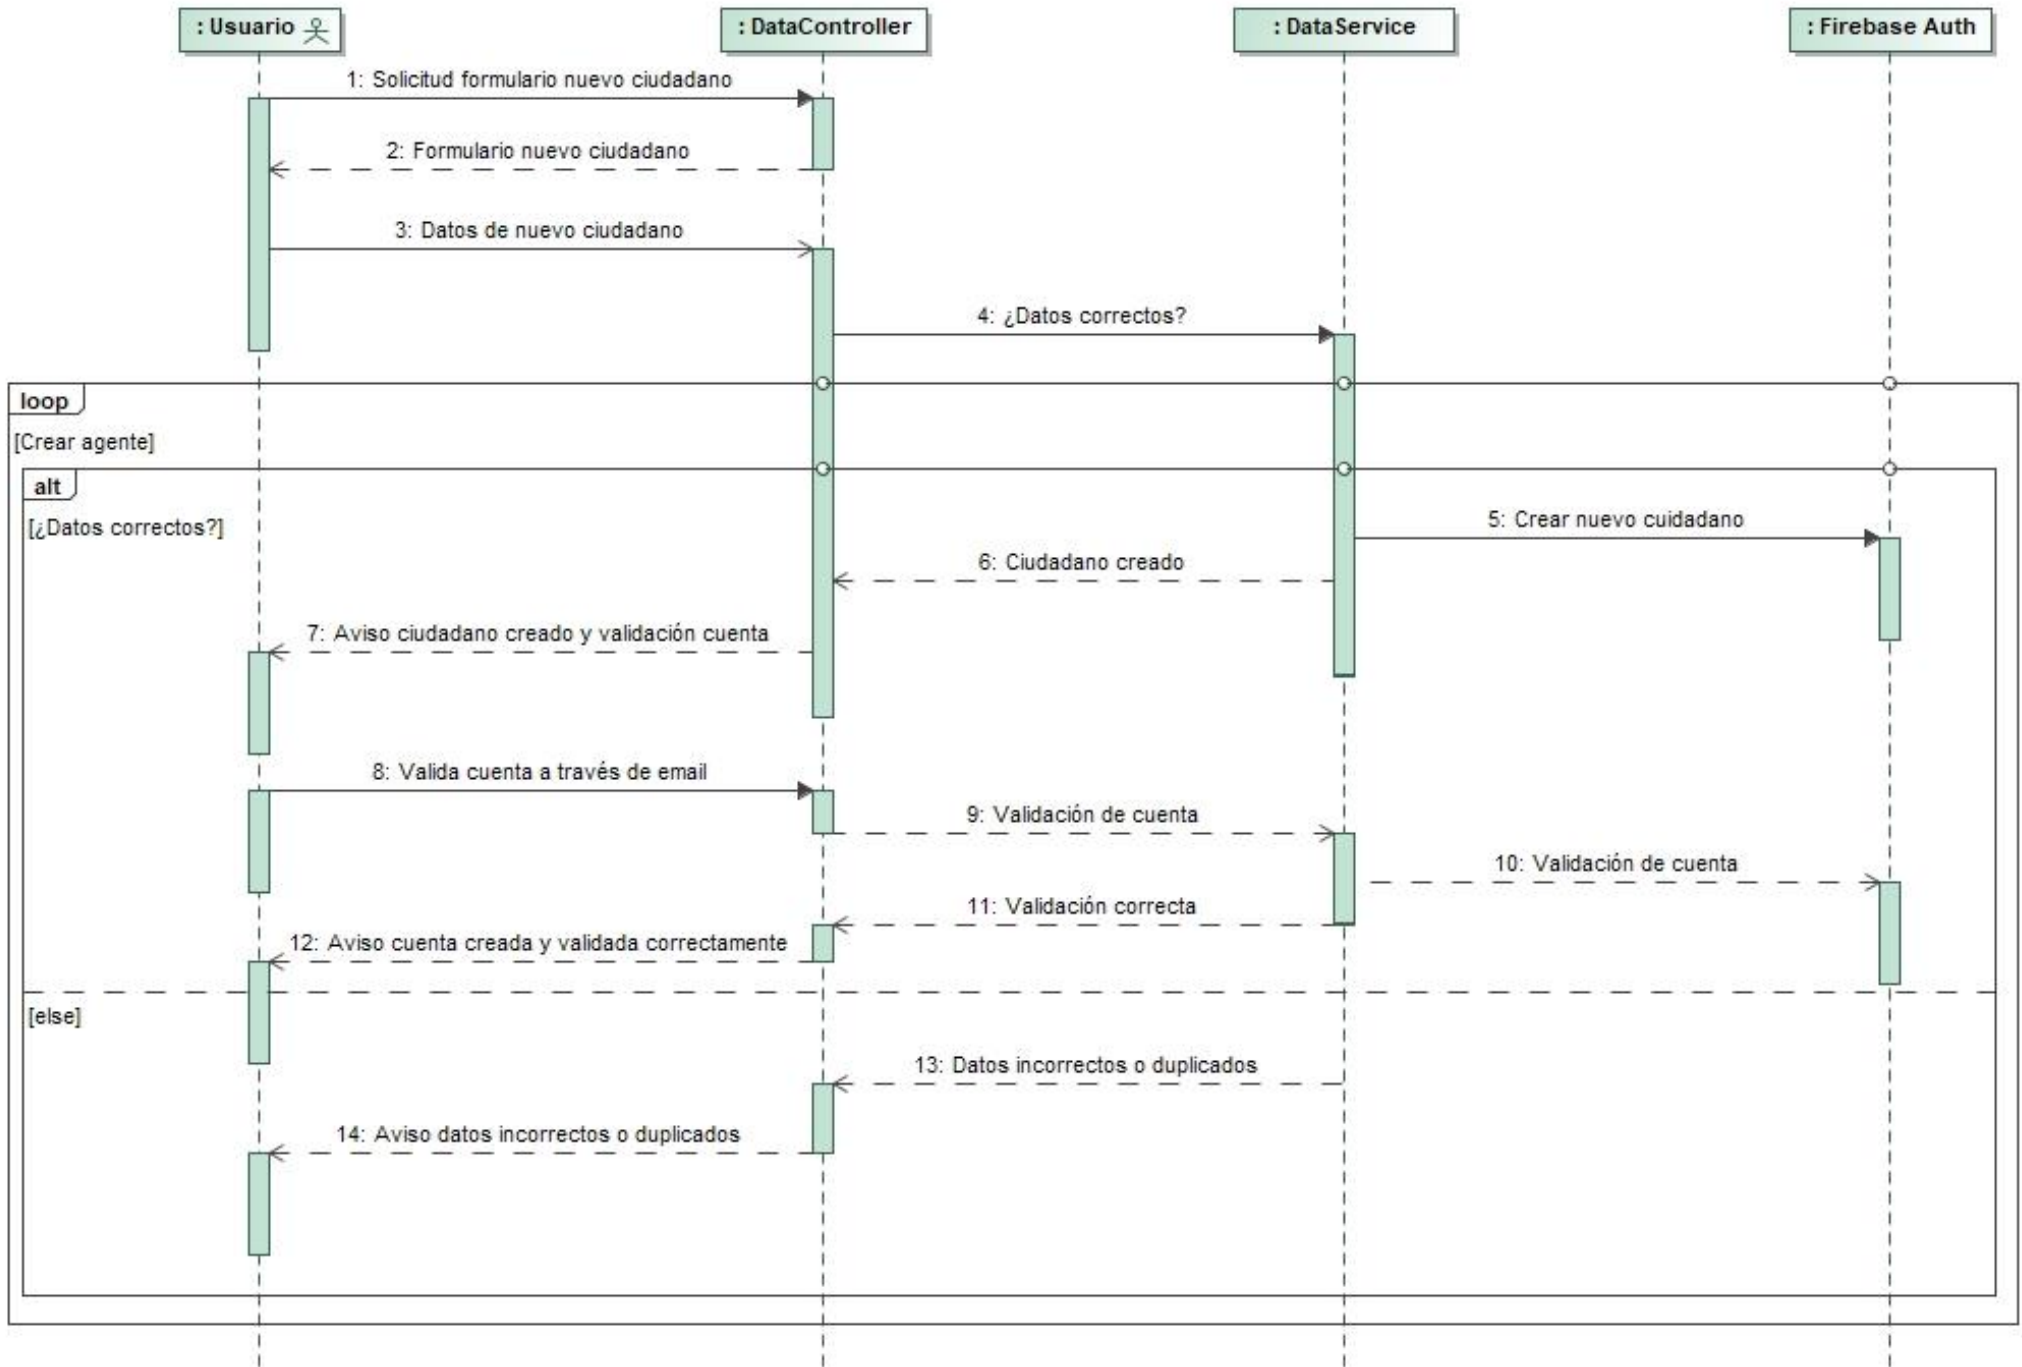 : Usuario
: DataController
: DataService
: Firebase Auth
1: Solicitud formulario nuevo ciudadano
2: Formulario nuevo ciudadano
3: Datos de nuevo ciudadano
4: ¿Datos correctos?
loop
[Crear agente]
alt
[¿Datos correctos?]
5: Crear nuevo cuidadano
6: Ciudadano creado
7: Aviso ciudadano creado y validación cuenta
8: Valida cuenta a través de email
9: Validación de cuenta
10: Validación de cuenta
11: Validación correcta
12: Aviso cuenta creada y validada correctamente
[else]
13: Datos incorrectos o duplicados
14: Aviso datos incorrectos o duplicados